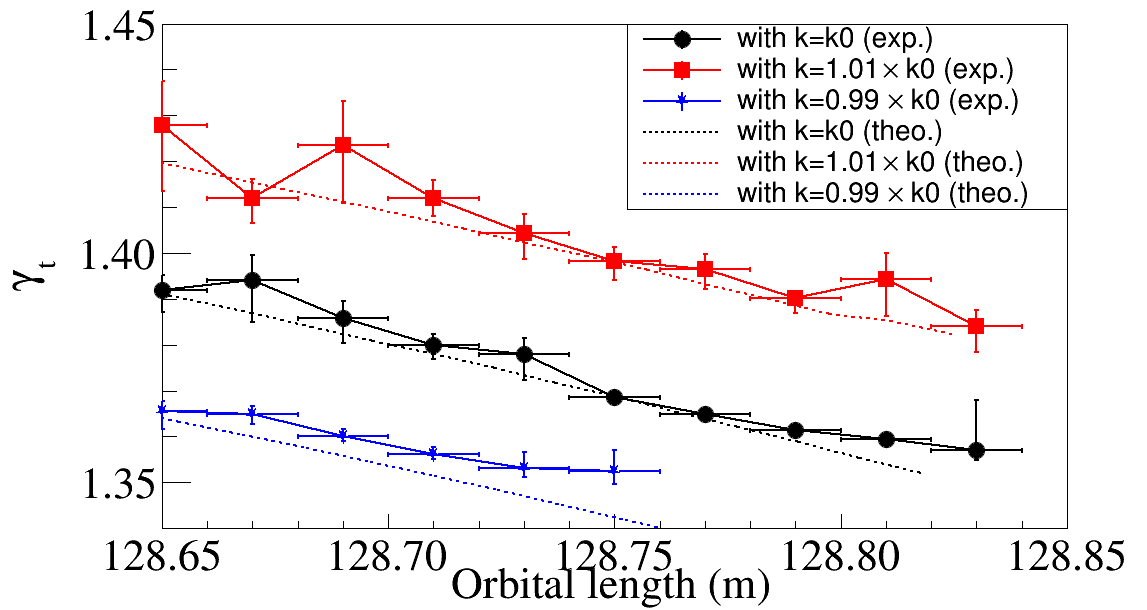 1.45
1.40
1.35
γ t
with k=k0 (exp.)
with k=1.01 × k0 (exp.)
with k=0.99 × k0 (exp.)
with k=k0 (theo.)
with k=1.01 × k0 (theo.)
with k=0.99 × k0 (theo.)
128.65 128.70 128.75 128.80 128.85
Orbital length (m)